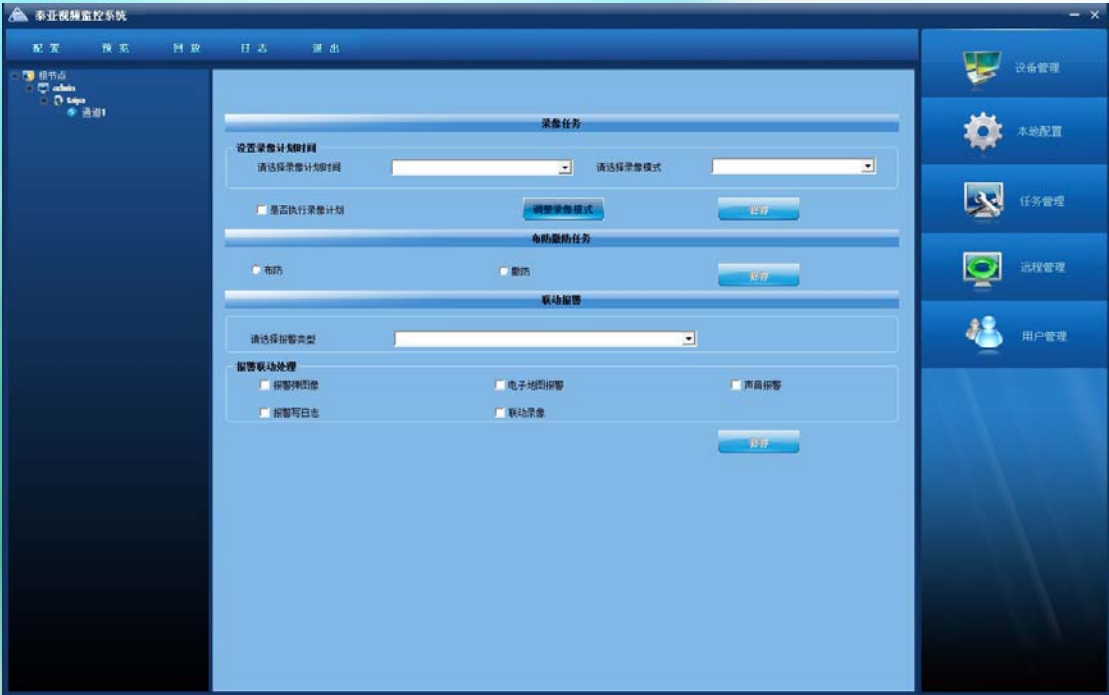 泰亚视频监控系统
配置 预览 回放 日志 退出
根节点
admin
taiya
通道1
录像任务
设置录像计划时间
请选择录像计划时间 请选择录像模式
是否执行录像计划 调整录像模式 保存
布防撤防任务
布防 撤防 保存
联动报警
请选择报警类型
报警联动处理
报警弹图像 电子地图报警 声音报警
报警写日志 联动录像
保存
设备管理
本地配置
任务管理
远程管理
用户管理